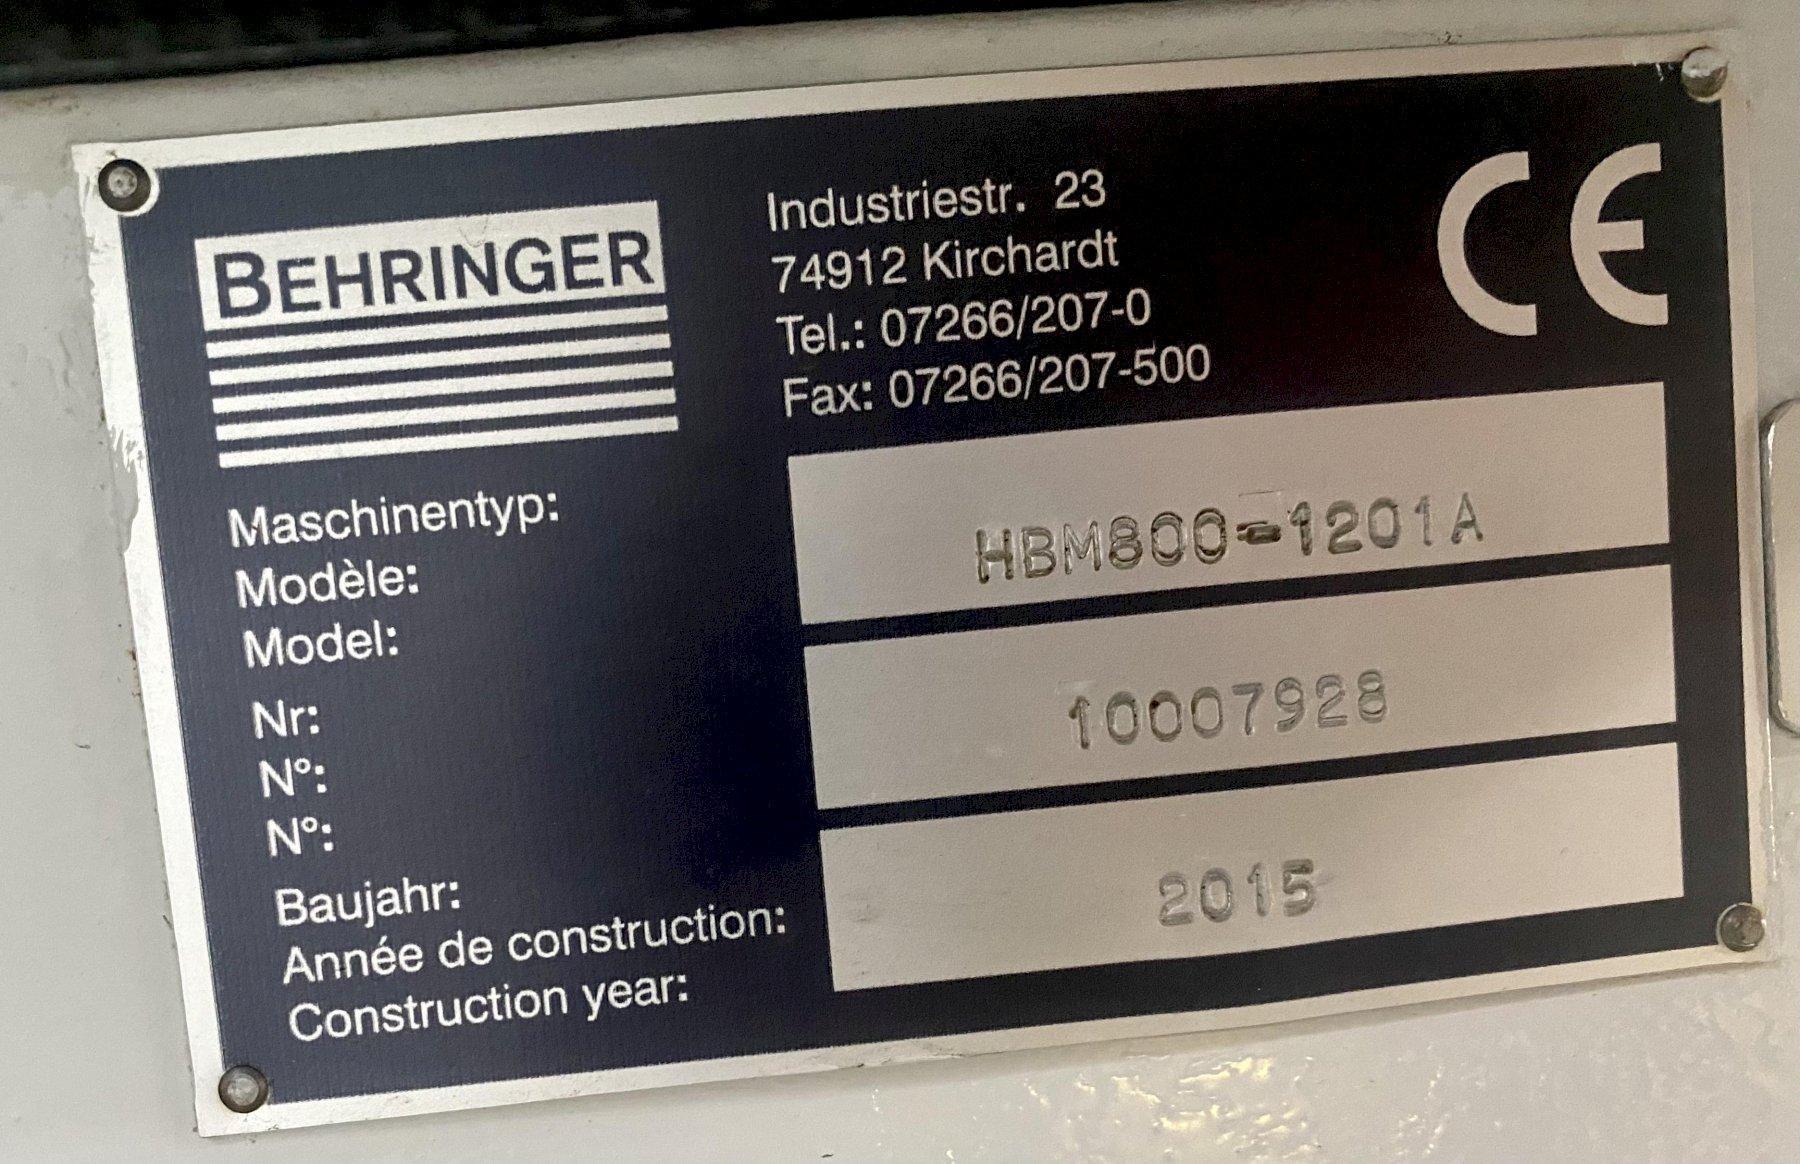 BEHRINGER
Industriestr. 23
74912 Kirchardt
Tel.: 07266/207-0
Fax: 07266/207-500
CE
Maschinentyp:
Modèle:
Model:
HBM800-1201A
Nr:
N°:
N°:
10007928
Baujahr:
Année de construction:
Construction year:
2015